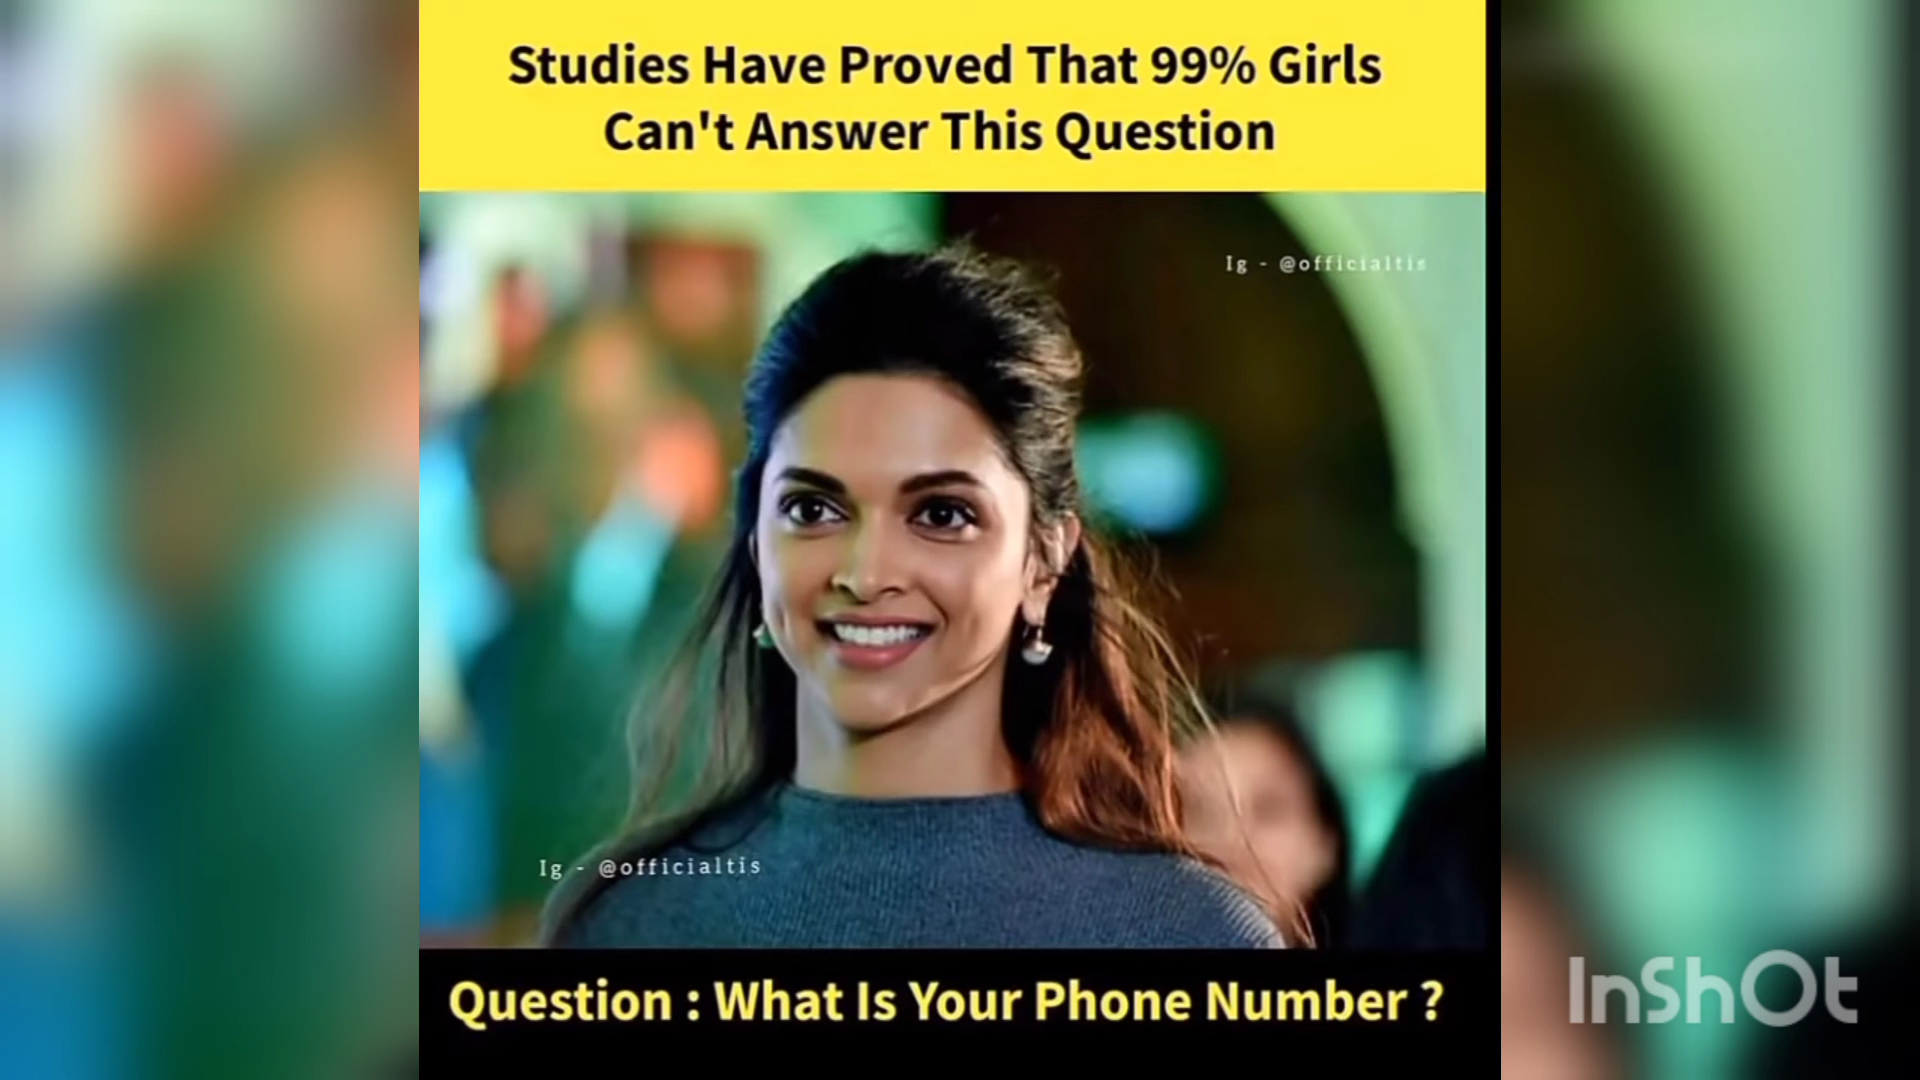 Studies Have Proved That 99% Girls
Can't Answer This Question
Ig - @officialtis
Ig - @officialtis
Question : What Is Your Phone Number ?
InShOt